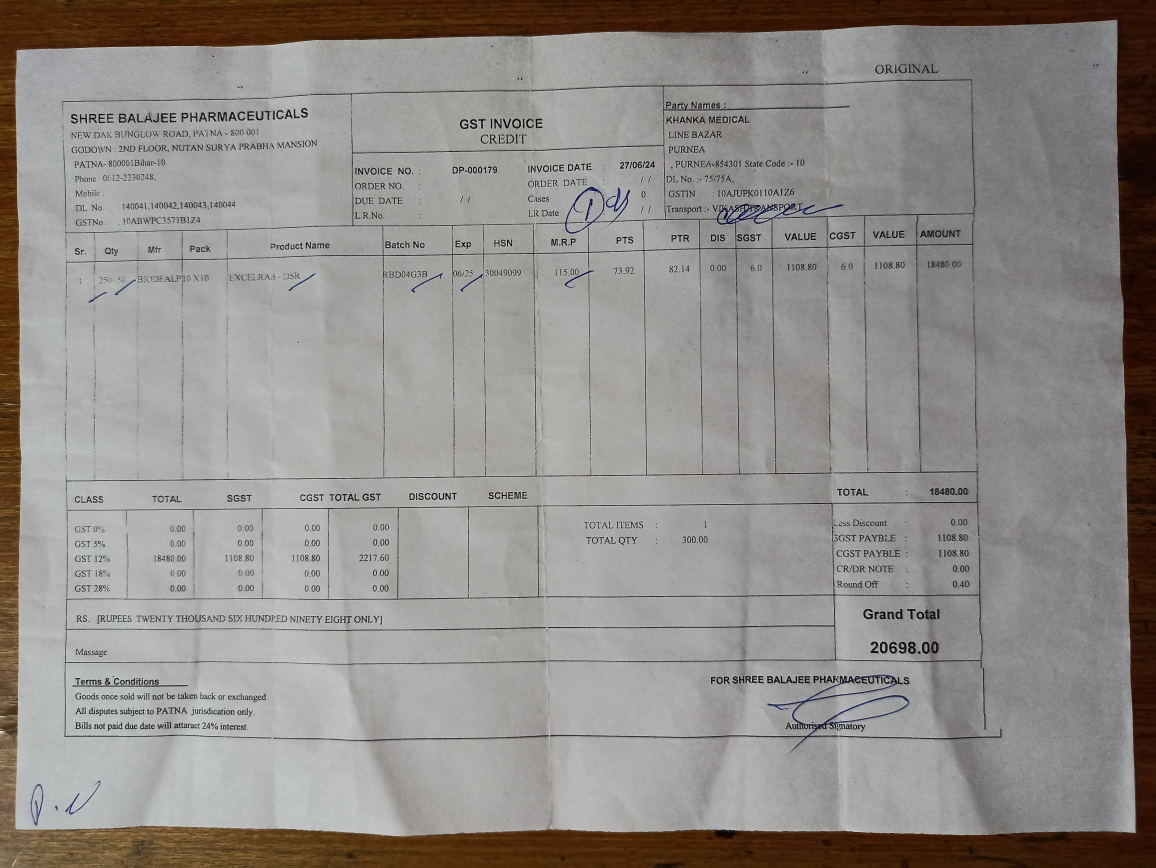 ORIGINAL
SHREE BALAJEE PHARMACEUTICALS
NEW DAK BUNGLOW ROAD, PATNA - 800 001
GODOWN : 2ND FLOOR, NUTAN SURYA PRABHA MANSION
PATNA- 800001Bihar-10
Phone 0612-2230248,
Mobile :
DL No : 140041,140042,140043,140044
GSTNo : 10ABWPC3571B1Z4
GST INVOICE
CREDIT
INVOICE NO. : DP-000179 INVOICE DATE : 27/06/24
ORDER NO. : ORDER DATE : / /
DUE DATE : / / Cases 0
L.R.No. : LR Date / /
Party Names :
KHANKA MEDICAL
LINE BAZAR
PURNEA
, PURNEA-854301 State Code :- 10
DL No :- 75/75A,
GSTIN : 10AJUPK0110A1Z6
Transport :- VIKASH TRANSPORT
Sr. Qty Mfr Pack Product Name Batch No Exp HSN M.R.P PTS PTR DIS SGST VALUE CGST VALUE AMOUNT
1 250+50 BIODEALP 10 X10 EXCELRAB - DSR RBD04G3B 06/25 30049099 115.00 73.92 82.14 0.00 6.0 1108.80 6.0 1108.80 18480.00
CLASS TOTAL SGST CGST TOTAL GST DISCOUNT SCHEME
GST 0% 0.00 0.00 0.00 0.00
GST 5% 0.00 0.00 0.00 0.00
GST 12% 18480.00 1108.80 1108.80 2217.60
GST 18% 0.00 0.00 0.00 0.00
GST 28% 0.00 0.00 0.00 0.00
TOTAL ITEMS : 1
TOTAL QTY : 300.00
TOTAL : 18480.00
Less Discount : 0.00
SGST PAYBLE : 1108.80
CGST PAYBLE : 1108.80
CR/DR NOTE : 0.00
Round Off : 0.40
RS. [RUPEES TWENTY THOUSAND SIX HUNDRED NINETY EIGHT ONLY]
Grand Total
20698.00
Massage
Terms & Conditions
Goods once sold will not be taken back or exchanged
All disputes subject to PATNA jurisdication only.
Bills not paid due date will attaract 24% interest.
FOR SHREE BALAJEE PHARMACEUTICALS
Authorised Signatory